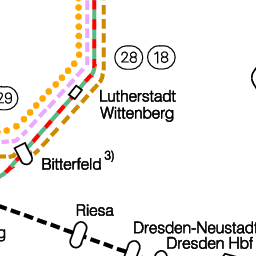 28 18
29
Lutherstadt
Wittenberg
Bitterfeld 3)
Riesa
g
Dresden-Neustadt
Dresden Hbf